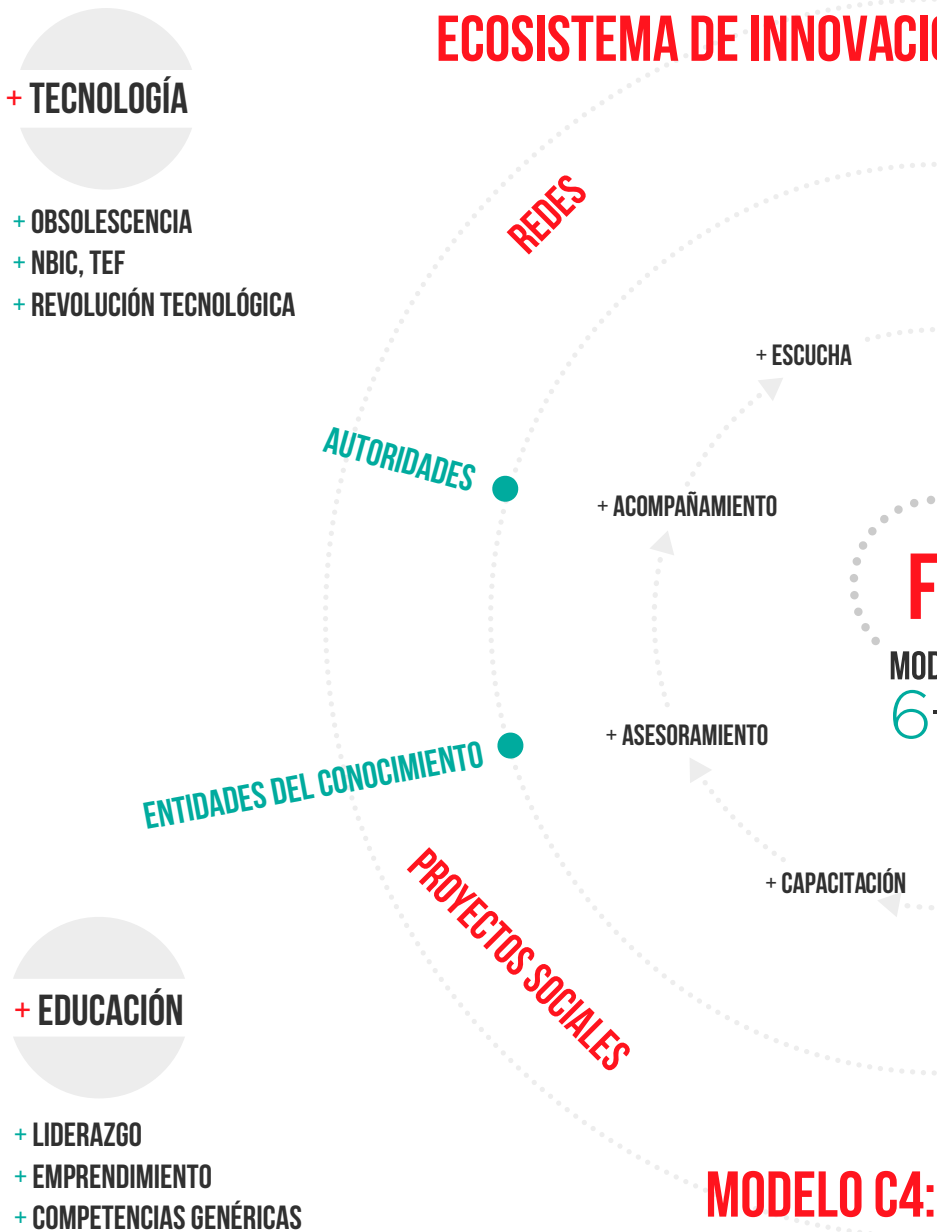 ECOSISTEMA DE INNOVACIÓ
+ TECNOLOGÍA
+ OBSOLESCENCIA
+ NBIC, TEF
+ REVOLUCIÓN TECNOLÓGICA
REDES
+ ESCUCHA
AUTORIDADES
+ ACOMPAÑAMIENTO
F
MOD
6
+ ASESORAMIENTO
ENTIDADES DEL CONOCIMIENTO
+ CAPACITACIÓN
PROYECTOS SOCIALES
+ EDUCACIÓN
+ LIDERAZGO
+ EMPRENDIMIENTO
+ COMPETENCIAS GENÉRICAS
MODELO C4: